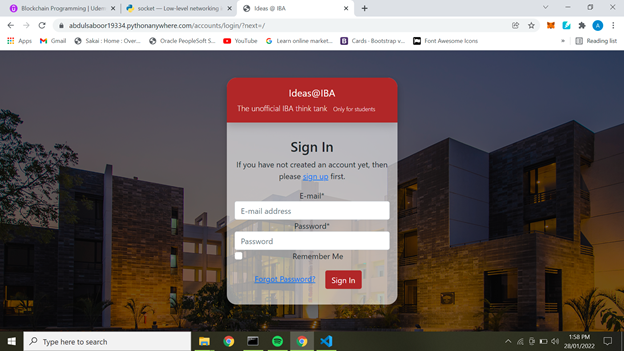 Blockchain Programming | Udem
socket — Low-level networking i
Ideas @ IBA
abdulsaboor19334.pythonanywhere.com/accounts/login/?next=/
A
Apps
Gmail
Sakai : Home : Over...
Oracle PeopleSoft S...
YouTube
Learn online market...
Cards · Bootstrap v...
Font Awesome Icons
»
Reading list
Ideas@IBA
The unofficial IBA think tank Only for students
Sign In
If you have not created an account yet, then
please sign up first.
E-mail*
E-mail address
Password*
Password
Remember Me
Forgot Password?
Sign In
Type here to search
1:58 PM
28/01/2022